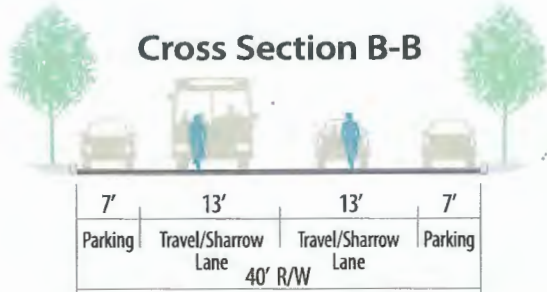 Cross Section B-B
7' 13' 13' 7'
Parking Travel/Sharrow Lane Travel/Sharrow Lane Parking
40' R/W